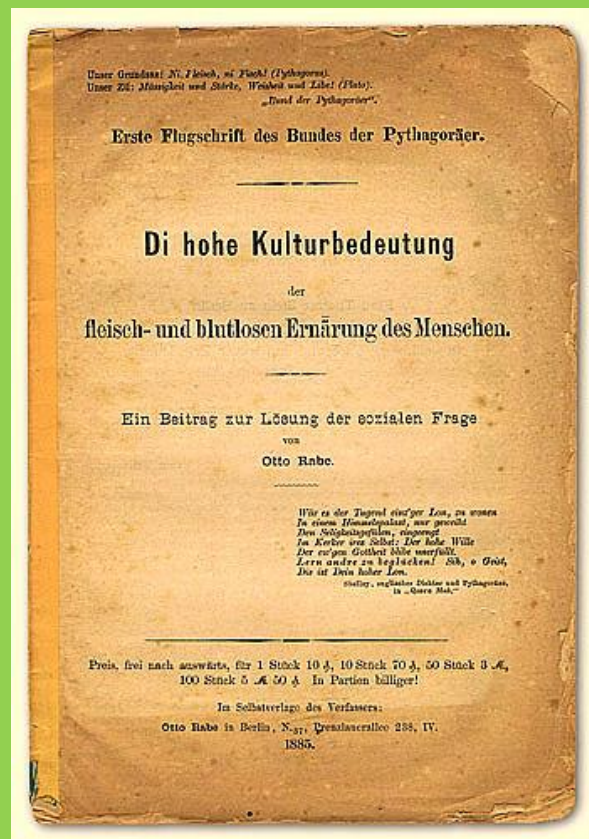 Unser Grundsaz: Ni Fleisch, ni Fisch! (Pythagoras).
Unser Zil: Mässigkeit und Stärke, Weisheit und Libe! (Plato).
„Bund der Pythagoräer“.
Erste Flugschrift des Bundes der Pythagoräer.
Di hohe Kulturbedeutung
der
fleisch- und blutlosen Ernärung des Menschen.
Ein Beitrag zur Lösung der sozialen Frage
von
Otto Rabe.
Wär es der Tugend einz'ger Lon, zu wonen
In einem Himmelspalast, nur geweiht
Den Seligkeitsgefülen, eingeengt
Im Kerker ires Selbst: Der hohe Wille
Der ew'gen Gottheit blibe unerfüllt.
Lern andre zu beglücken! Sih, o Geist,
Dis ist Dein hoher Lon.
Shelley, englischer Dichter und Pythagoräer,
in „Queen Mab.“
Preis, frei nach auswärts, für 1 Stück 10 ₰, 10 Stück 70 ₰, 50 Stück 3 ℳ,
100 Stück 5 ℳ 50 ₰ In Partien billiger!
Im Selbstverlage des Verfassers:
Otto Rabe in Berlin, N.37, Prenzlauerallee 238, IV.
1885.